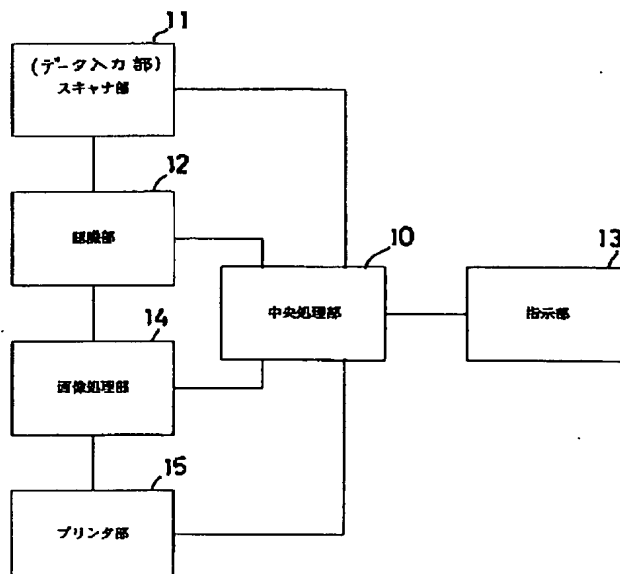 11
(データ入力部)
スキャナ部
12
認識部
10
13
中央処理部
指示部
14
画像処理部
15
プリンタ部